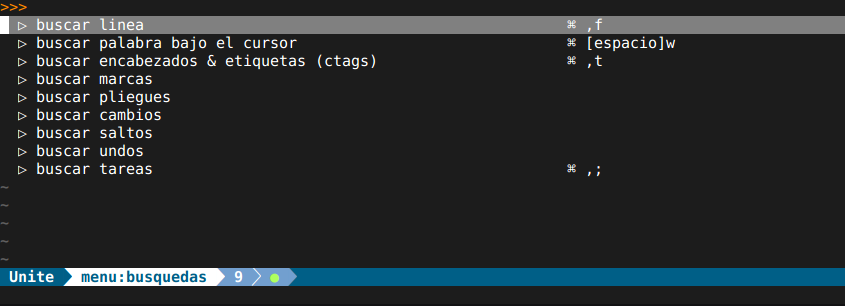 >>>
▷ buscar linea ⌘ ,f
▷ buscar palabra bajo el cursor ⌘ [espacio]w
▷ buscar encabezados & etiquetas (ctags) ⌘ ,t
▷ buscar marcas
▷ buscar pliegues
▷ buscar cambios
▷ buscar saltos
▷ buscar undos
▷ buscar tareas ⌘ ,;
~
~
~
~
~
Unite menu:busquedas 9 ●